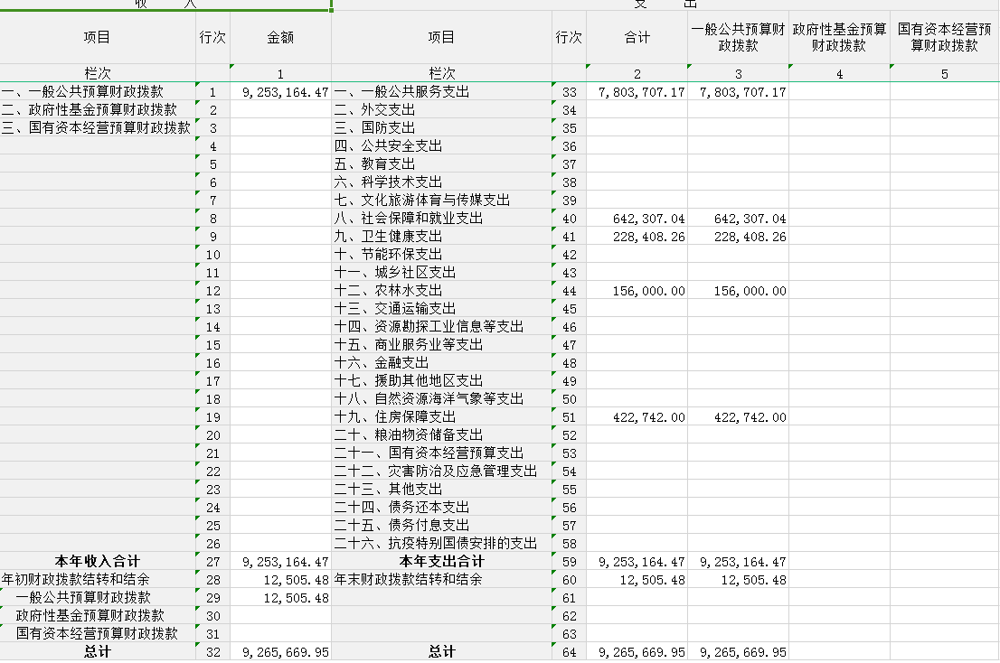 收 入 支 出
项目 行次 金额 项目 行次 合计 一般公共预算财政拨款 政府性基金预算财政拨款 国有资本经营预算财政拨款
栏次 1 栏次 2 3 4 5
一、一般公共预算财政拨款 1 9,253,164.47 一、一般公共服务支出 33 7,803,707.17 7,803,707.17
二、政府性基金预算财政拨款 2 二、外交支出 34
三、国有资本经营预算财政拨款 3 三、国防支出 35
4 四、公共安全支出 36
5 五、教育支出 37
6 六、科学技术支出 38
7 七、文化旅游体育与传媒支出 39
8 八、社会保障和就业支出 40 642,307.04 642,307.04
9 九、卫生健康支出 41 228,408.26 228,408.26
10 十、节能环保支出 42
11 十一、城乡社区支出 43
12 十二、农林水支出 44 156,000.00 156,000.00
13 十三、交通运输支出 45
14 十四、资源勘探工业信息等支出 46
15 十五、商业服务业等支出 47
16 十六、金融支出 48
17 十七、援助其他地区支出 49
18 十八、自然资源海洋气象等支出 50
19 十九、住房保障支出 51 422,742.00 422,742.00
20 二十、粮油物资储备支出 52
21 二十一、国有资本经营预算支出 53
22 二十二、灾害防治及应急管理支出 54
23 二十三、其他支出 55
24 二十四、债务还本支出 56
25 二十五、债务付息支出 57
26 二十六、抗疫特别国债安排的支出 58
本年收入合计 27 9,253,164.47 本年支出合计 59 9,253,164.47 9,253,164.47
年初财政拨款结转和结余 28 12,505.48 年末财政拨款结转和结余 60 12,505.48 12,505.48
一般公共预算财政拨款 29 12,505.48 61
政府性基金预算财政拨款 30 62
国有资本经营预算财政拨款 31 63
总计 32 9,265,669.95 总计 64 9,265,669.95 9,265,669.95